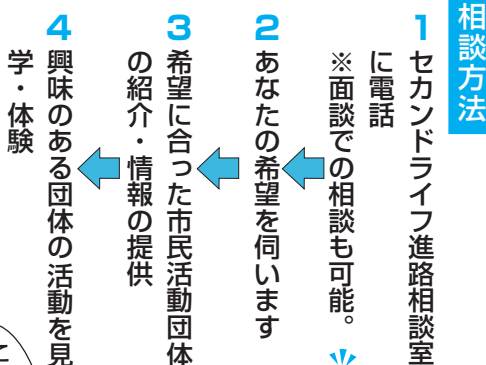 相談方法
1 セカンドライフ進路相談室
に電話
※面談での相談も可能。
2 あなたの希望を伺います
3 希望に合った市民活動団体
の紹介・情報の提供
4 興味のある団体の活動を見
学・体験